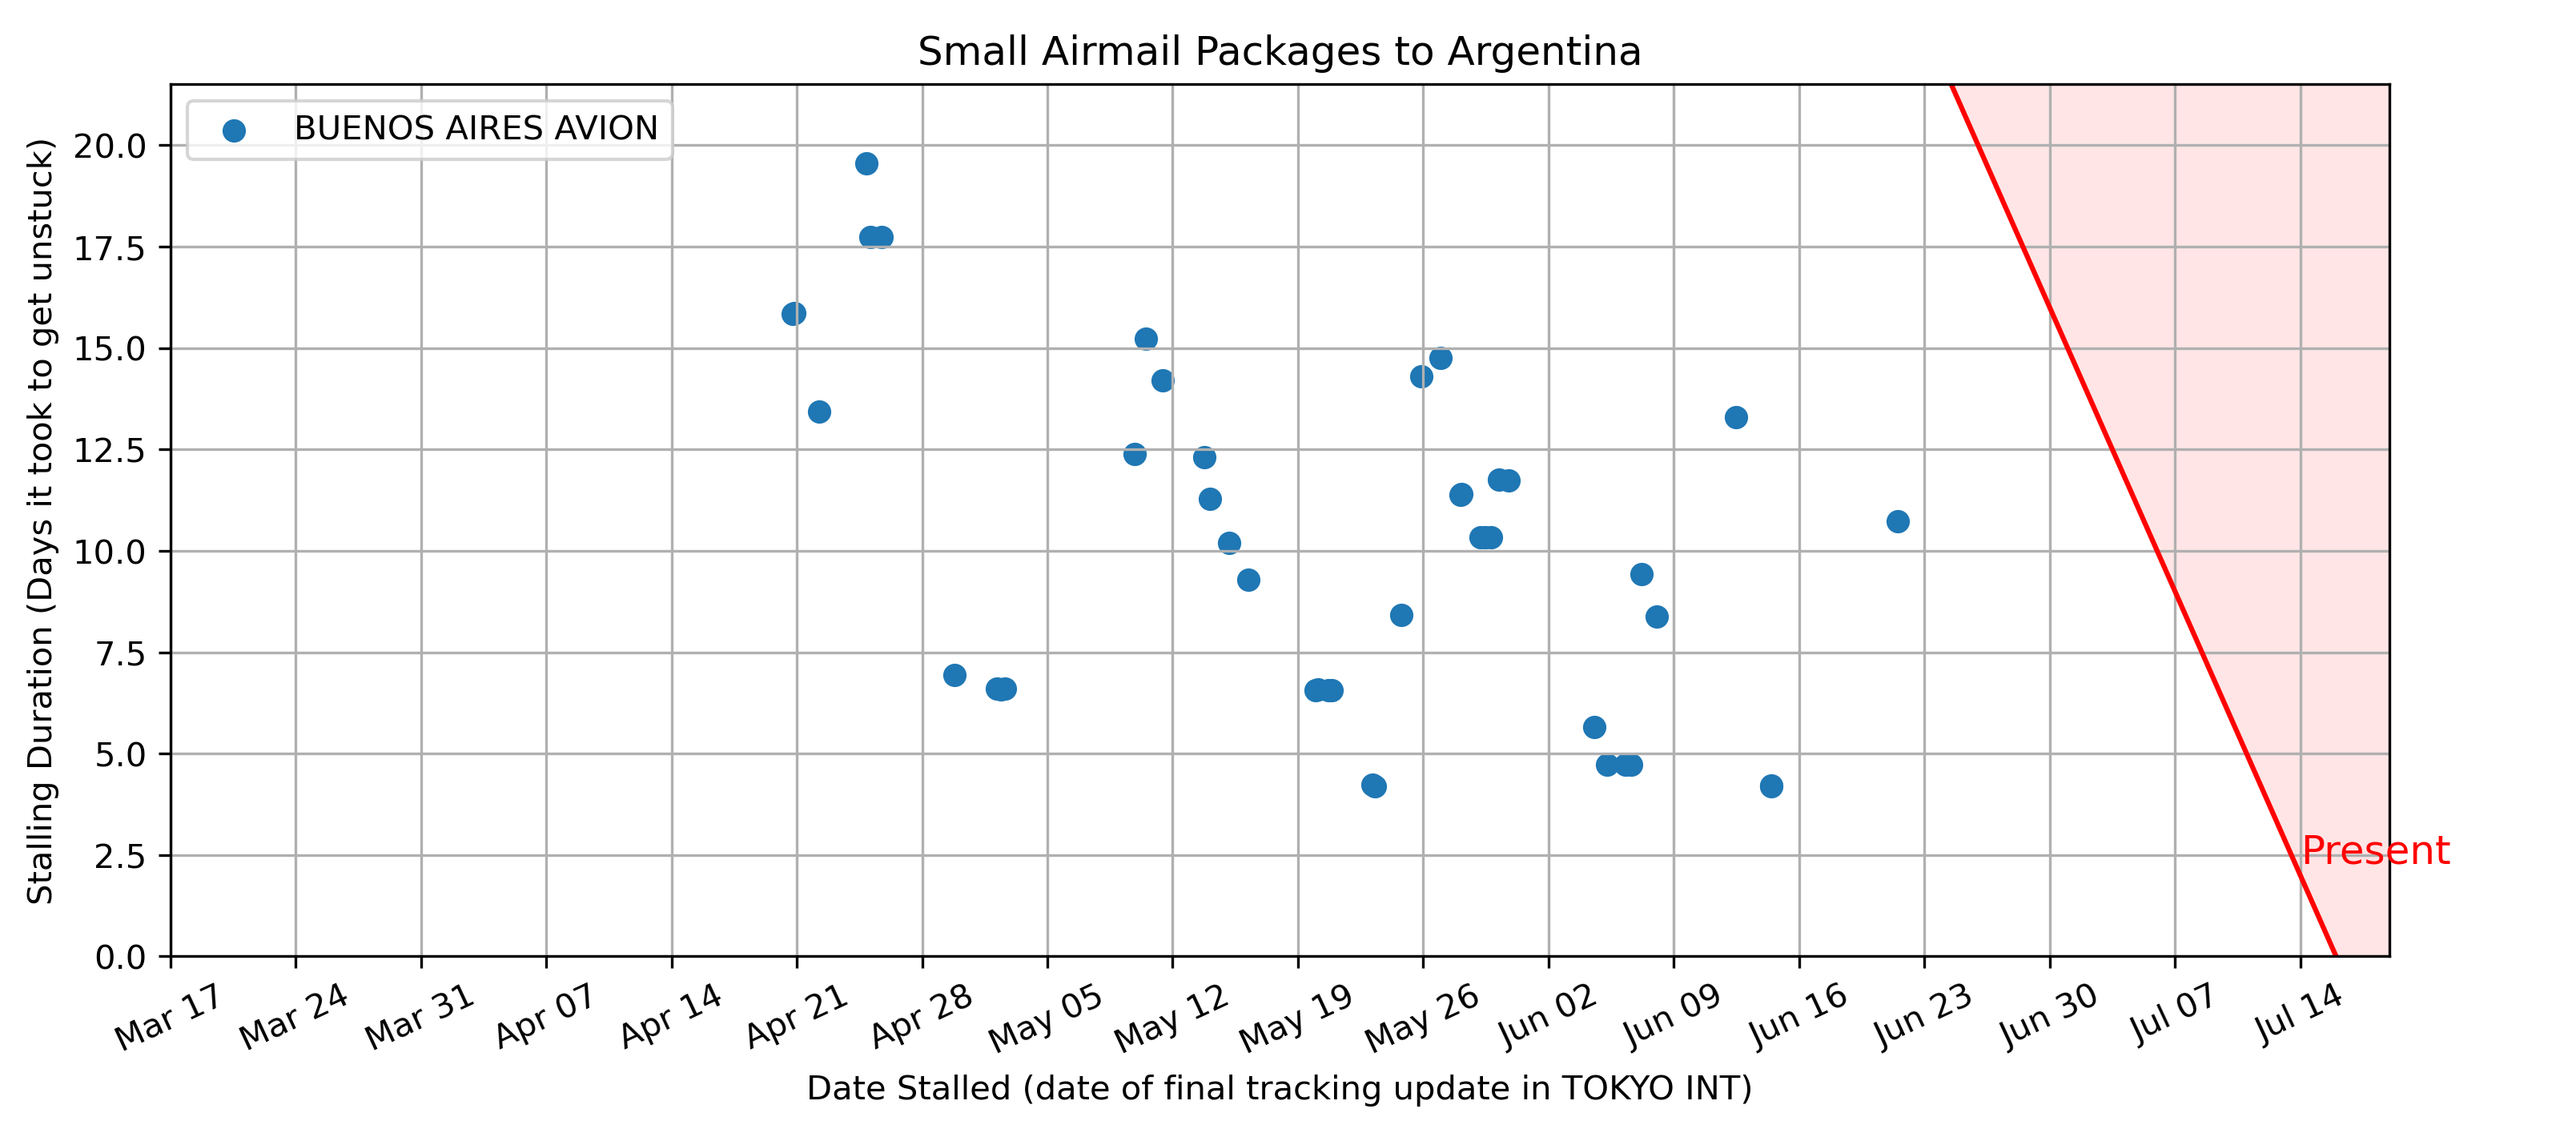 Small Airmail Packages to Argentina
BUENOS AIRES AVION
Stalling Duration (Days it took to get unstuck)
20.0
17.5
15.0
12.5
10.0
7.5
5.0
2.5
0.0
Present
Mar 17
Mar 24
Mar 31
Apr 07
Apr 14
Apr 21
Apr 28
May 05
May 12
May 19
May 26
Jun 02
Jun 09
Jun 16
Jun 23
Jun 30
Jul 07
Jul 14
Date Stalled (date of final tracking update in TOKYO INT)